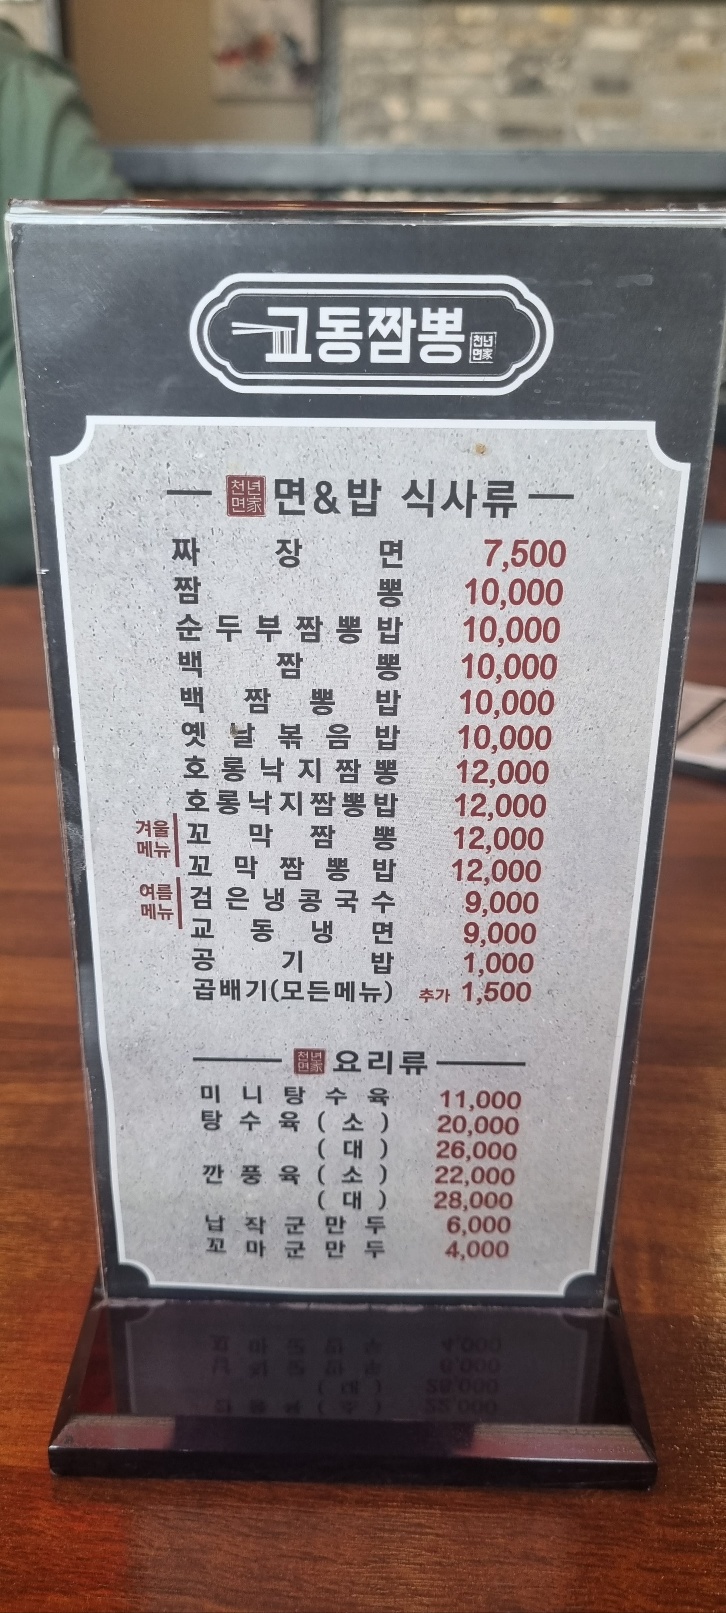 교동짬뽕 천년면家
천년면家 면&밥 식사류
짜장면 7,500
짬뽕 10,000
순두부짬뽕밥 10,000
백짬뽕 10,000
백짬뽕밥 10,000
옛날볶음밥 10,000
호롱낙지짬뽕 12,000
호롱낙지짬뽕밥 12,000
겨울메뉴 꼬막짬뽕 12,000
꼬막짬뽕밥 12,000
여름메뉴 검은냉콩국수 9,000
교동냉면 9,000
공기밥 1,000
곱배기(모든메뉴) 추가 1,500
천년면家 요리류
미니탕수육 11,000
탕수육(소) 20,000
(대) 26,000
깐풍육(소) 22,000
(대) 28,000
납작군만두 6,000
꼬마군만두 4,000